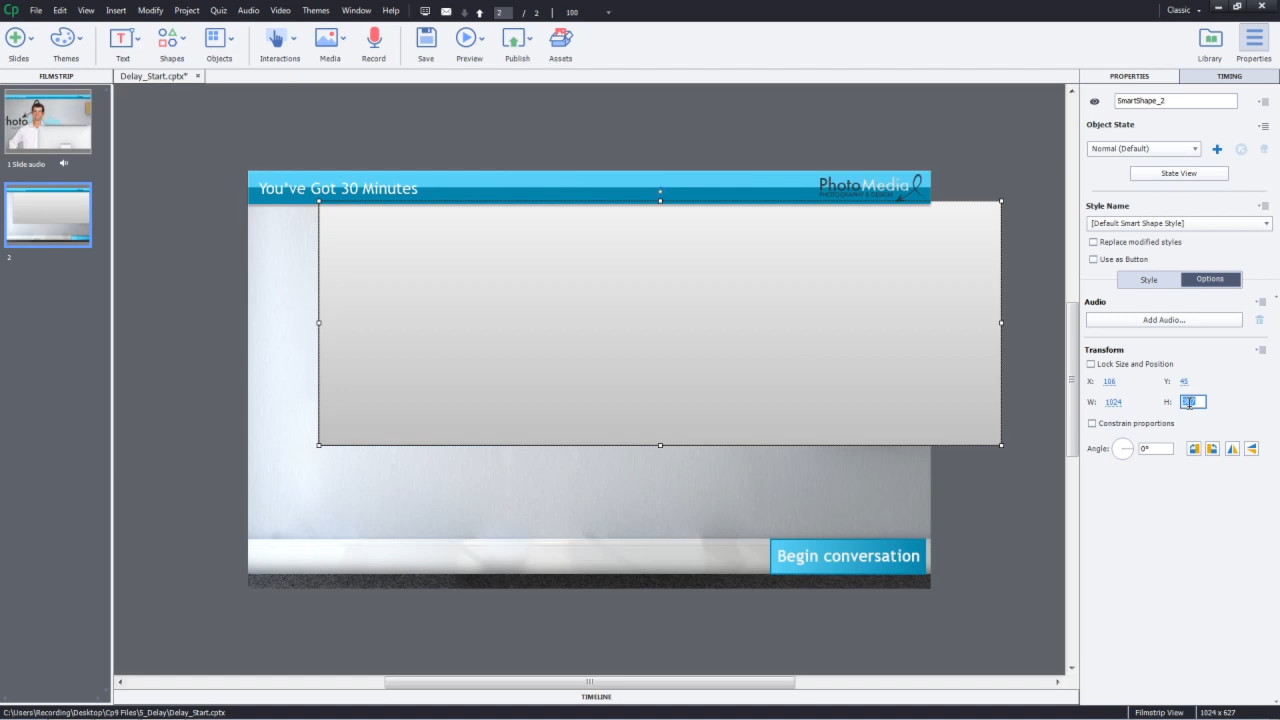 Cp File Edit View Insert Modify Project Quiz Audio Video Themes Window Help 2 / 2 100 Classic
Slides Themes Text Shapes Objects Interactions Media Record Save Preview Publish Assets Library Properties
FILMSTRIP Delay_Start.cptx* × PROPERTIES TIMING
SmartShape_2
Object State
Normal (Default)
State View
Style Name
[Default Smart Shape Style]
Replace modified styles
Use as Button
Style Options
Audio
Add Audio...
Transform
Lock Size and Position
X: 106 Y: 45
W: 1024 H:
Constrain proportions
Angle: 0°
1 Slide audio
2
You've Got 30 Minutes
PhotoMedia
PHOTOGRAPHY & DESIGN
Begin conversation
TIMELINE
C:\Users\Recording\Desktop\Cp9 Files\5_Delay\Delay_Start.cptx Filmstrip View 1024 x 627